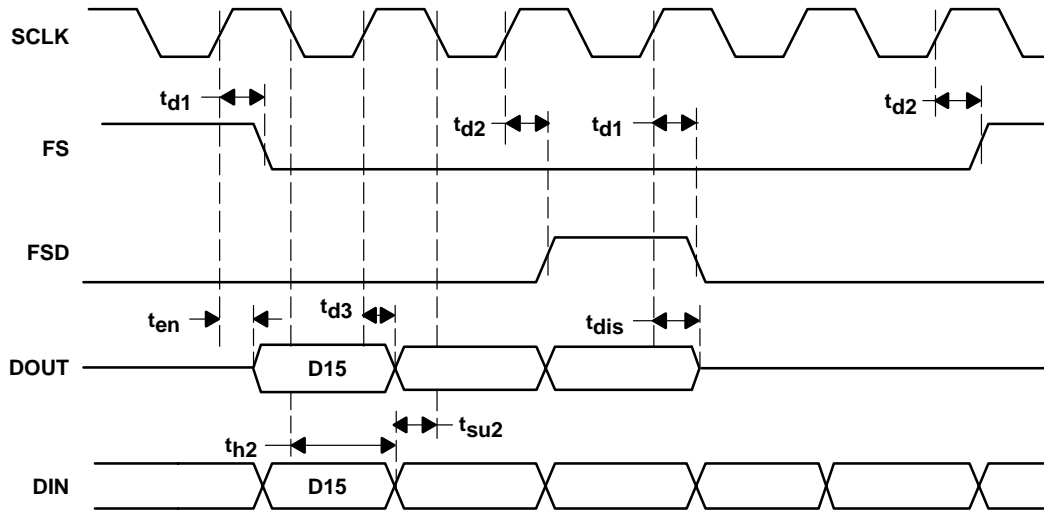 SCLK
td1
td2
td1
td2
FS
FSD
ten
td3
tdis
DOUT
D15
th2
tsu2
DIN
D15